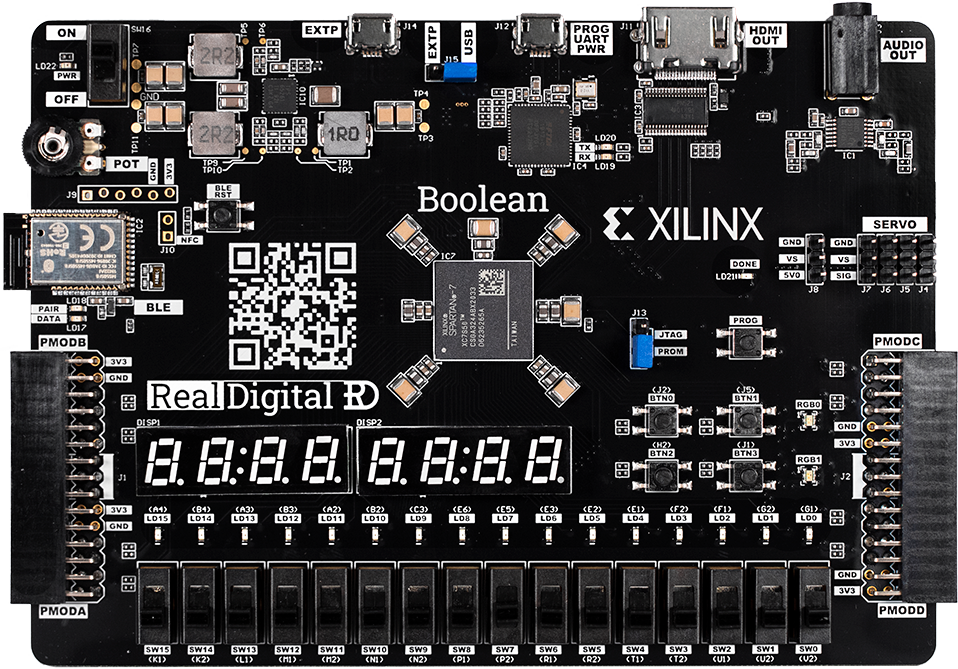 ON
SW16
TP7
LD22
PWR
OFF
GND
TP11
2R2
TP5
TP6
IC10
2R2
1R0
TP9
TP10
TP1
TP2
TP4
TP3
EXTP
J14
EXTP
USB
J15
J12
PROG
UART
PWR
J11
HDMI
OUT
AUDIO
OUT
IC3
IC4
TX
RX
LD20
LD19
IC1
POT
GND
3V3
J9
BLE
RST
IC2
J10
NFC
CE
RoHS
LD18
PAIR
DATA
LD17
BLE
Boolean
XILINX
IC7
XILINX®
SPARTAN®-7
XC7S50™
CSGA324ABX2033
D6235265A
TAIWAN
SERVO
GND
VS
5V0
J8
GND
VS
SIG
J7
J6
J5
J4
DONE
LD21
J13
JTAG
PROM
PROG
PMODB
3V3
GND
J1
3V3
GND
PMODA
PMODC
GND
3V3
J2
GND
3V3
PMODD
RealDigital
DISP1
DISP2
(J2)
BTN0
(J5)
BTN1
(H2)
BTN2
(J1)
BTN3
RGB0
RGB1
(A4) (B4) (A3) (B3) (A2) (B2) (C3) (E6) (E5) (E3) (E2) (E1) (F2) (F1) (G2) (G1)
LD15 LD14 LD13 LD12 LD11 LD10 LD9 LD8 LD7 LD6 LD5 LD4 LD3 LD2 LD1 LD0
SW15 SW14 SW13 SW12 SW11 SW10 SW9 SW8 SW7 SW6 SW5 SW4 SW3 SW2 SW1 SW0
(K1) (K2) (L1) (M1) (M2) (N1) (N2) (P1) (P2) (R1) (R2) (T1) (T2) (U1) (U2) (V2)